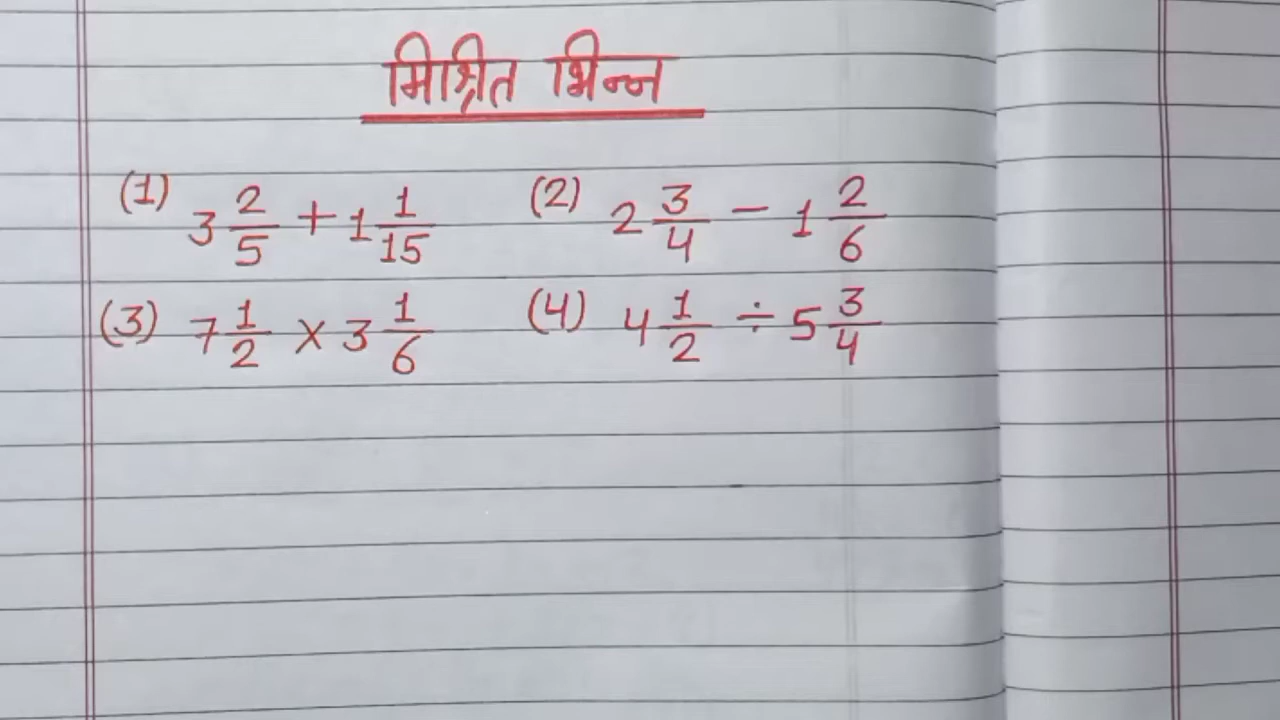 मिश्रित भिन्न
(1) 3 2/5 + 1 1/15 (2) 2 3/4 - 1 2/6
(3) 7 1/2 × 3 1/6 (4) 4 1/2 ÷ 5 3/4